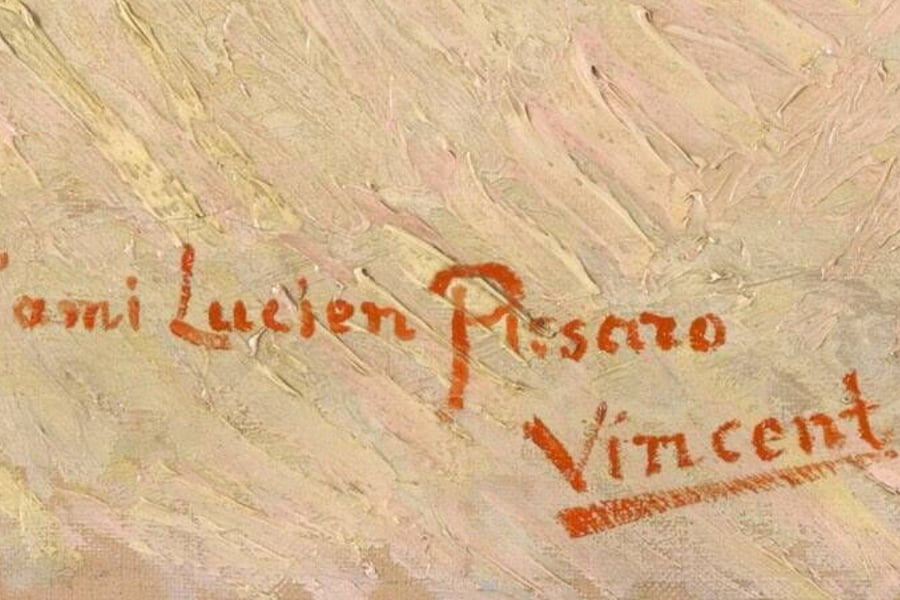 'ami Lucien Pissaro
Vincent